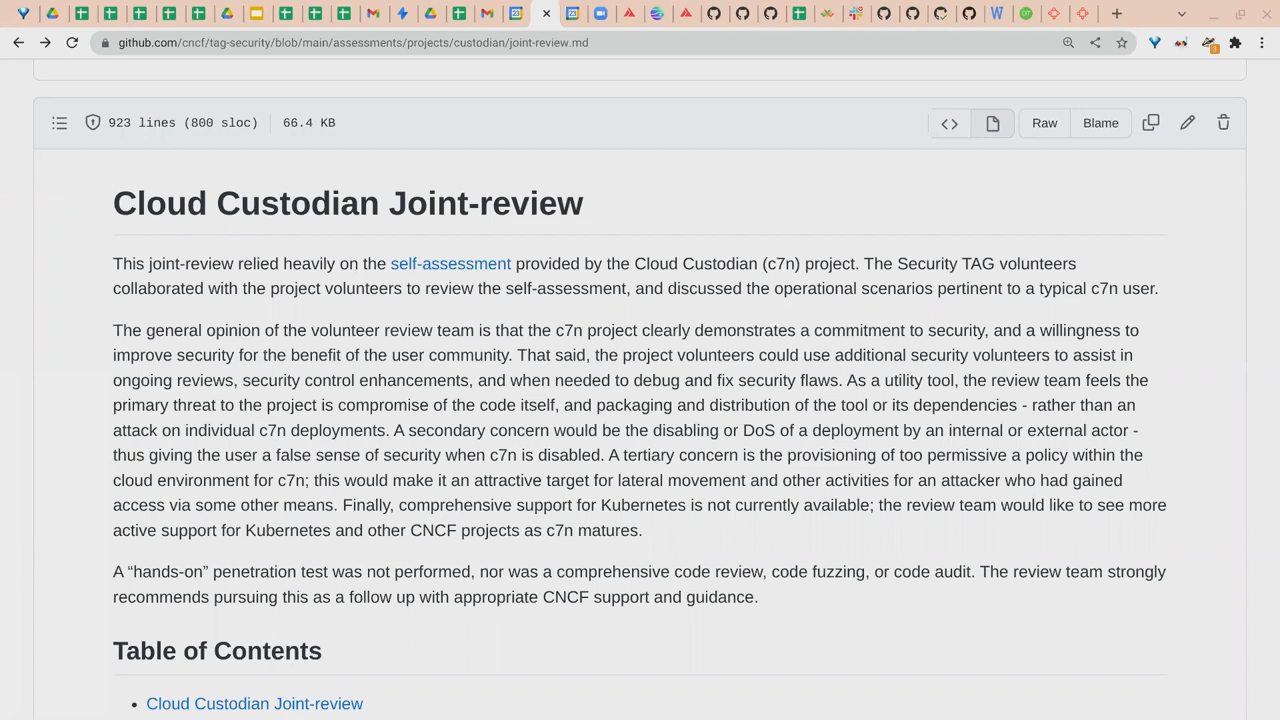 github.com/cncf/tag-security/blob/main/assessments/projects/custodian/joint-review.md
923 lines (800 sloc) 66.4 KB
Raw Blame
Cloud Custodian Joint-review
This joint-review relied heavily on the self-assessment provided by the Cloud Custodian (c7n) project. The Security TAG volunteers
collaborated with the project volunteers to review the self-assessment, and discussed the operational scenarios pertinent to a typical c7n user.
The general opinion of the volunteer review team is that the c7n project clearly demonstrates a commitment to security, and a willingness to
improve security for the benefit of the user community. That said, the project volunteers could use additional security volunteers to assist in
ongoing reviews, security control enhancements, and when needed to debug and fix security flaws. As a utility tool, the review team feels the
primary threat to the project is compromise of the code itself, and packaging and distribution of the tool or its dependencies - rather than an
attack on individual c7n deployments. A secondary concern would be the disabling or DoS of a deployment by an internal or external actor -
thus giving the user a false sense of security when c7n is disabled. A tertiary concern is the provisioning of too permissive a policy within the
cloud environment for c7n; this would make it an attractive target for lateral movement and other activities for an attacker who had gained
access via some other means. Finally, comprehensive support for Kubernetes is not currently available; the review team would like to see more
active support for Kubernetes and other CNCF projects as c7n matures.
A “hands-on” penetration test was not performed, nor was a comprehensive code review, code fuzzing, or code audit. The review team strongly
recommends pursuing this as a follow up with appropriate CNCF support and guidance.
Table of Contents
• Cloud Custodian Joint-review